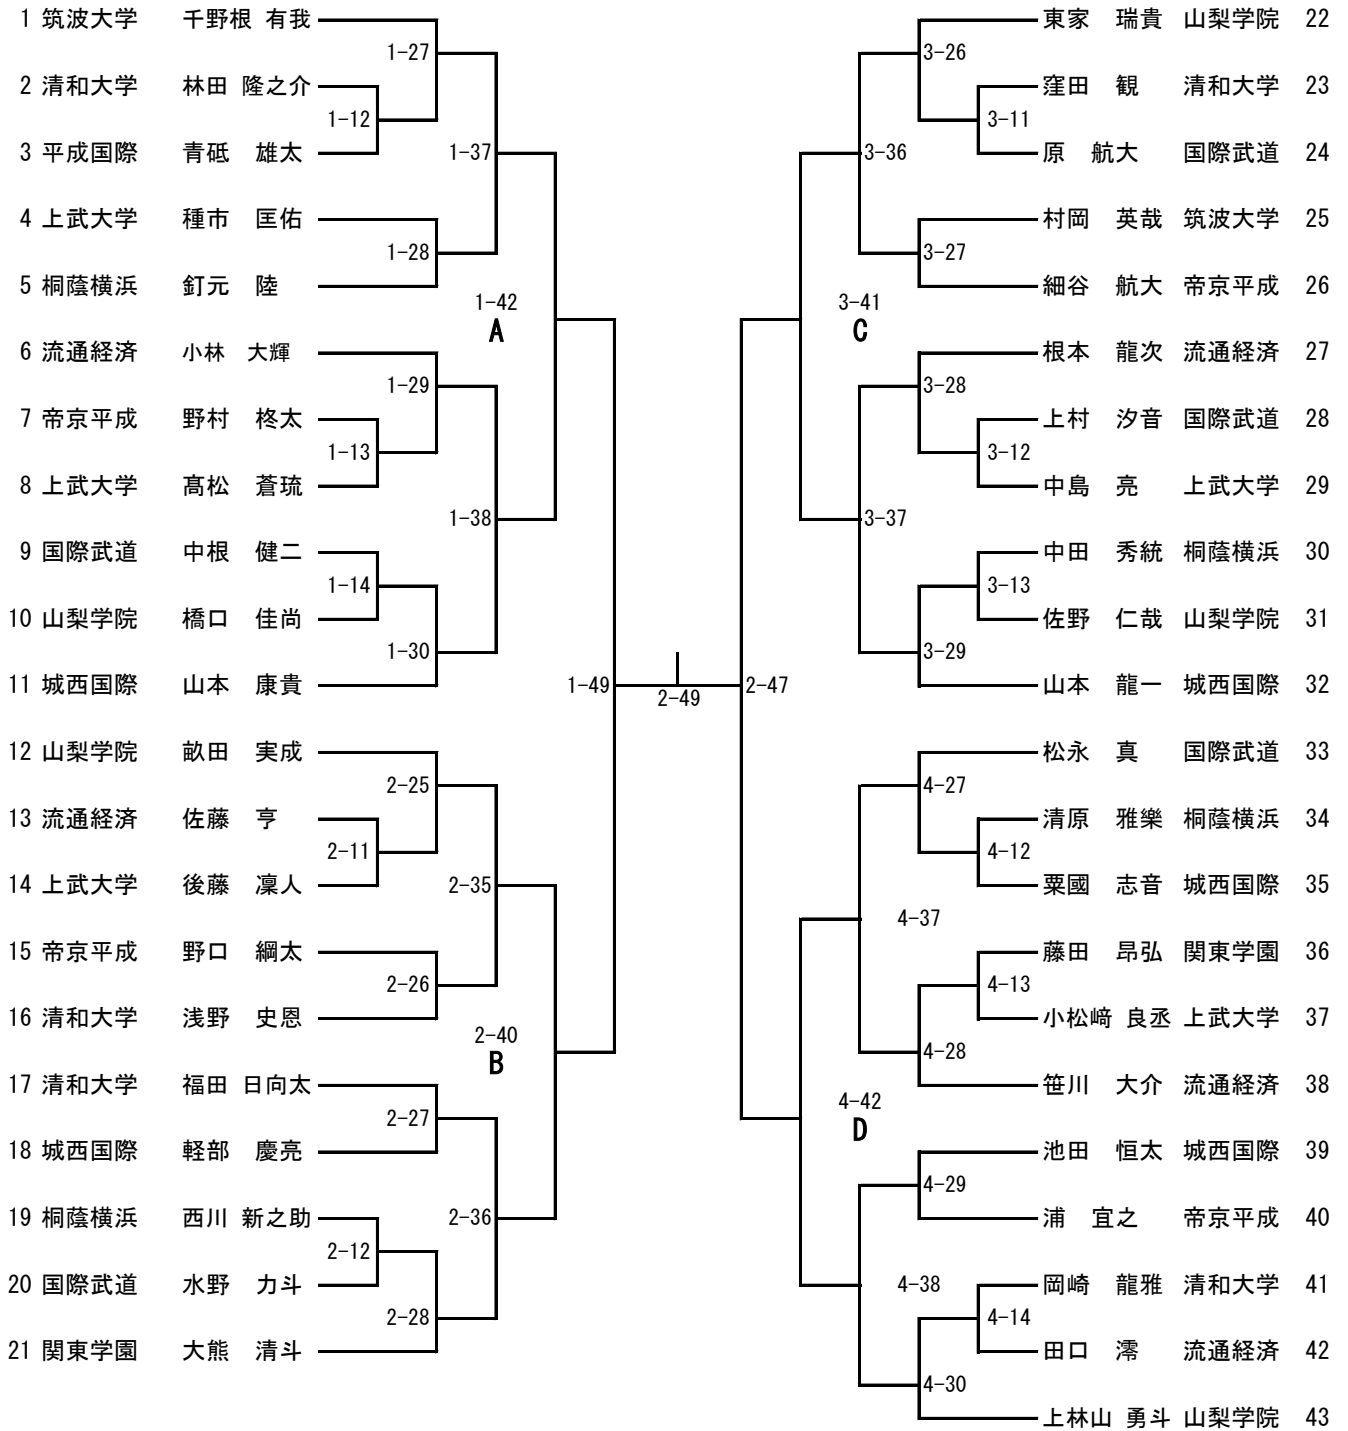 1 筑波大学 千野根 有我 東家 瑞貴 山梨学院 22
1-27 3-26
2 清和大学 林田 隆之介 窪田 観 清和大学 23
1-12 3-11
3 平成国際 青砥 雄太 1-37 3-36 原 航大 国際武道 24
4 上武大学 種市 匡佑 村岡 英哉 筑波大学 25
1-28 3-27
5 桐蔭横浜 釘元 陸 細谷 航大 帝京平成 26
1-42 3-41
A C
6 流通経済 小林 大輝 根本 龍次 流通経済 27
1-29 3-28
7 帝京平成 野村 柊太 上村 汐音 国際武道 28
1-13 3-12
8 上武大学 髙松 蒼琉 中島 亮 上武大学 29
1-38 3-37
9 国際武道 中根 健二 中田 秀統 桐蔭横浜 30
1-14 3-13
10 山梨学院 橋口 佳尚 佐野 仁哉 山梨学院 31
1-30 3-29
11 城西国際 山本 康貴 1-49 2-47 山本 龍一 城西国際 32
2-49
12 山梨学院 畝田 実成 松永 真 国際武道 33
2-25 4-27
13 流通経済 佐藤 亨 清原 雅樂 桐蔭横浜 34
2-11 4-12
14 上武大学 後藤 凜人 2-35 粟國 志音 城西国際 35
4-37
15 帝京平成 野口 綱太 藤田 昂弘 関東学園 36
2-26 4-13
16 清和大学 浅野 史恩 小松﨑 良丞 上武大学 37
2-40 4-28
B
17 清和大学 福田 日向太 笹川 大介 流通経済 38
2-27 4-42
D
18 城西国際 軽部 慶亮 池田 恒太 城西国際 39
4-29
19 桐蔭横浜 西川 新之助 2-36 浦 宜之 帝京平成 40
2-12
20 国際武道 水野 力斗 4-38 岡崎 龍雅 清和大学 41
2-28 4-14
21 関東学園 大熊 清斗 田口 澪 流通経済 42
4-30
上林山 勇斗 山梨学院 43